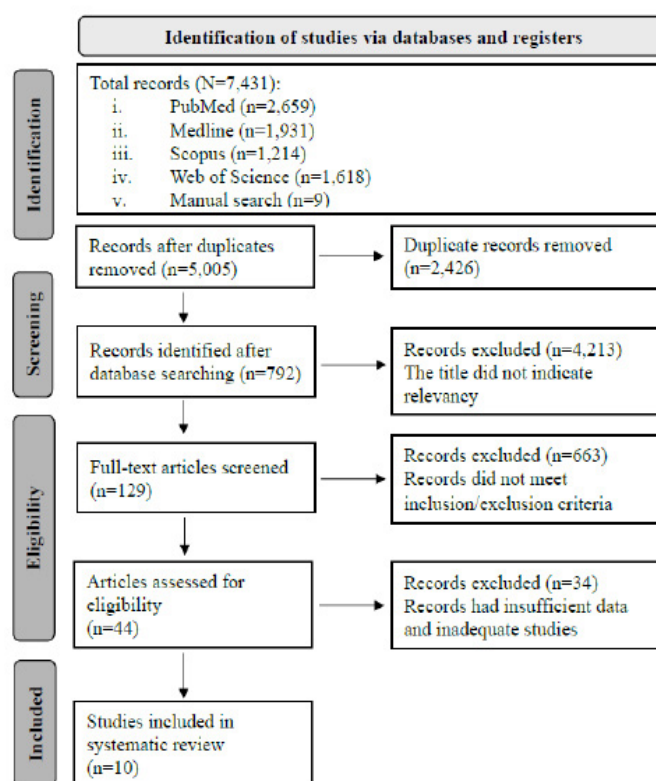 Identification of studies via databases and registers
Identification
Total records (N=7,431):
i. PubMed (n=2,659)
ii. Medline (n=1,931)
iii. Scopus (n=1,214)
iv. Web of Science (n=1,618)
v. Manual search (n=9)
Records after duplicates
removed (n=5,005)
Duplicate records removed
(n=2,426)
Screening
Records identified after
database searching (n=792)
Records excluded (n=4,213)
The title did not indicate
relevancy
Eligibility
Full-text articles screened
(n=129)
Records excluded (n=663)
Records did not meet
inclusion/exclusion criteria
Articles assessed for
eligibility
(n=44)
Records excluded (n=34)
Records had insufficient data
and inadequate studies
Included
Studies included in
systematic review
(n=10)